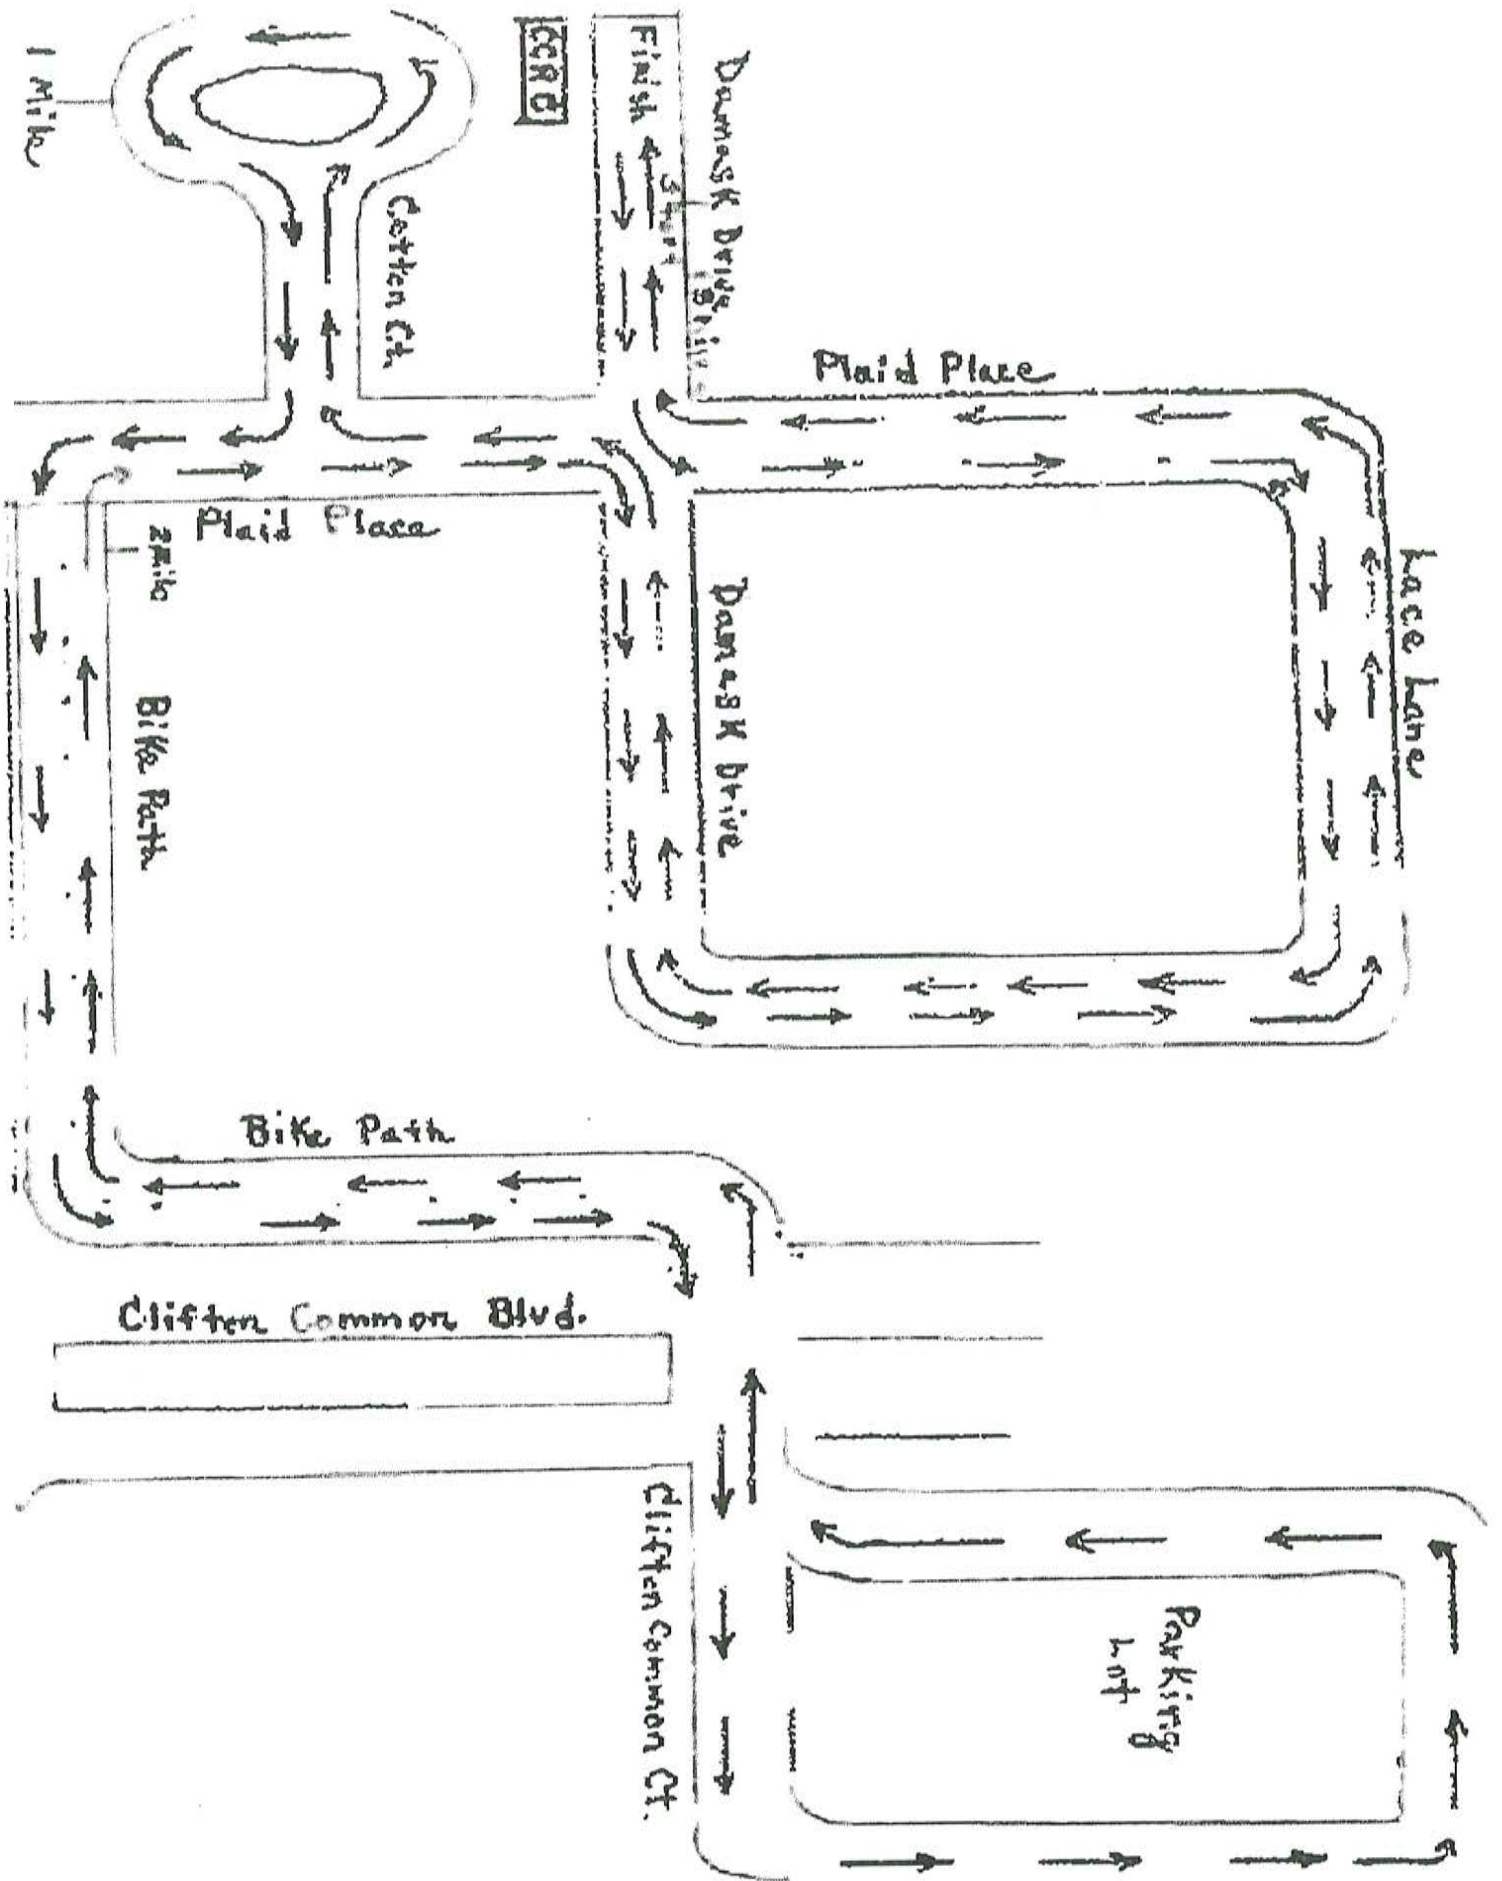 1 Mile
CCRC
Finish
Start
Damask Drive
Cotton Ct.
Plaid Place
Plaid Place
2 Mile
Bike Path
Damask Drive
Lace Lane
Bike Path
Clifton Common Blvd.
Clifton Common Ct.
Parking
Lot